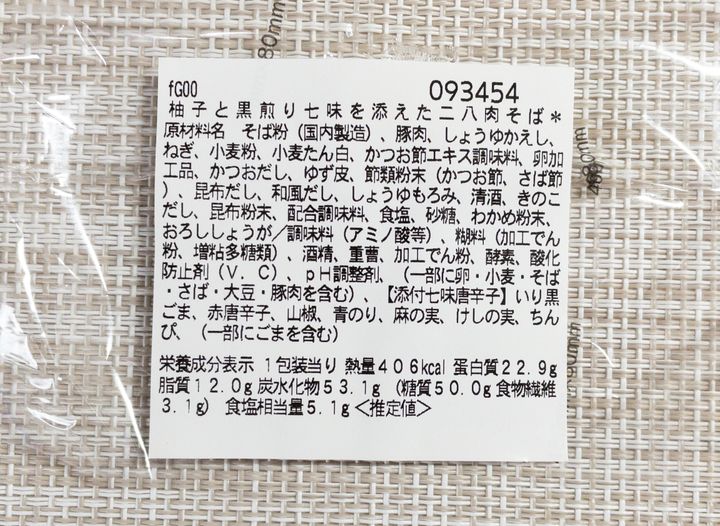 80mm
fG00 093454
柚子と黒煎り七味を添えた二八肉そば*
原材料名 そば粉(国内製造)、豚肉、しょうゆかえし、
ねぎ、小麦粉、小麦たん白、かつお節エキス調味料、卵加
工品、かつおだし、ゆず皮、節類粉末(かつお節、さば節
)、昆布だし、和風だし、しょうゆもろみ、清酒、きのこ
だし、昆布粉末、配合調味料、食塩、砂糖、わかめ粉末、
おろししょうが/調味料(アミノ酸等)、糊料(加工でん
粉、増粘多糖類)、酒精、重曹、加工でん粉、酵素、酸化
防止剤(V.C)、pH調整剤、(一部に卵・小麦・そば
・さば・大豆・豚肉を含む)、【添付七味唐辛子】いり黒
ごま、赤唐辛子、山椒、青のり、麻の実、けしの実、ちん
ぴ、(一部にごまを含む)
栄養成分表示 1包装当り 熱量406kcal 蛋白質22.9g
脂質12.0g 炭水化物53.1g (糖質50.0g 食物繊維
3.1g) 食塩相当量5.1g<推定値>